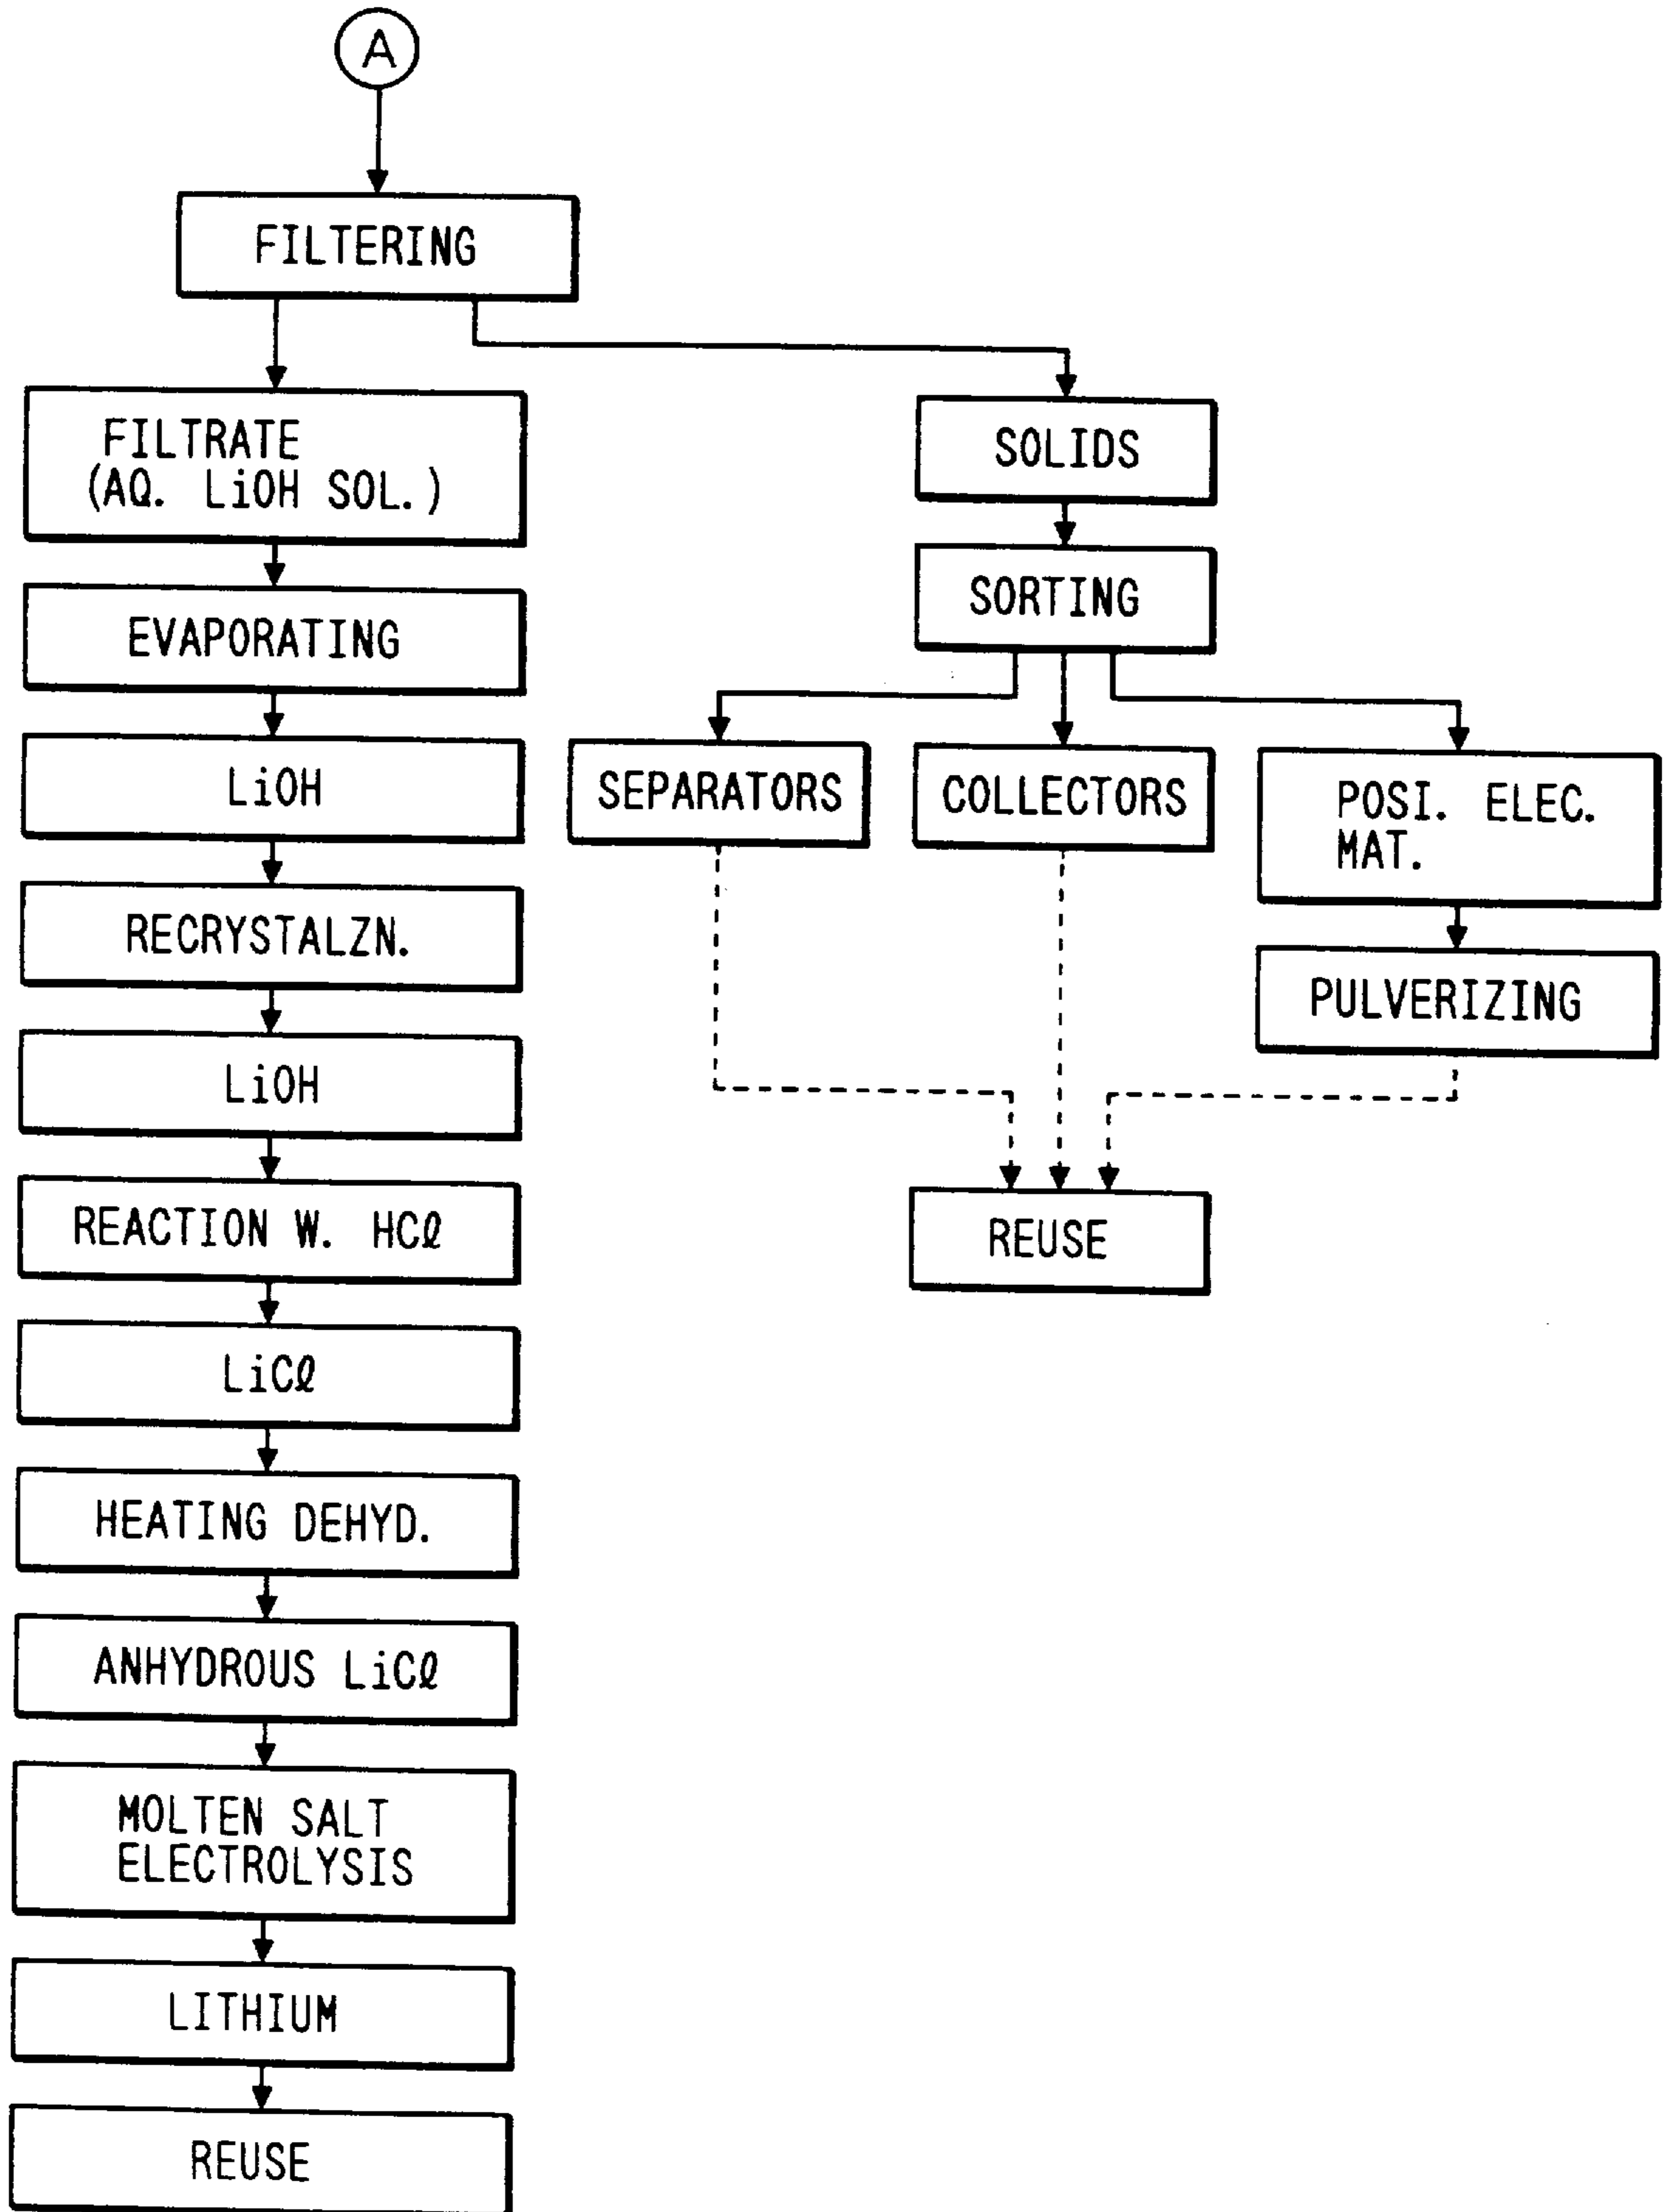 A
FILTERING
FILTRATE
(AQ. LiOH SOL.)
EVAPORATING
LiOH
RECRYSTALZN.
LiOH
REACTION W. HCℓ
LiCℓ
HEATING DEHYD.
ANHYDROUS LiCℓ
MOLTEN SALT
ELECTROLYSIS
LITHIUM
REUSE
SOLIDS
SORTING
SEPARATORS
COLLECTORS
POSI. ELEC.
MAT.
PULVERIZING
REUSE